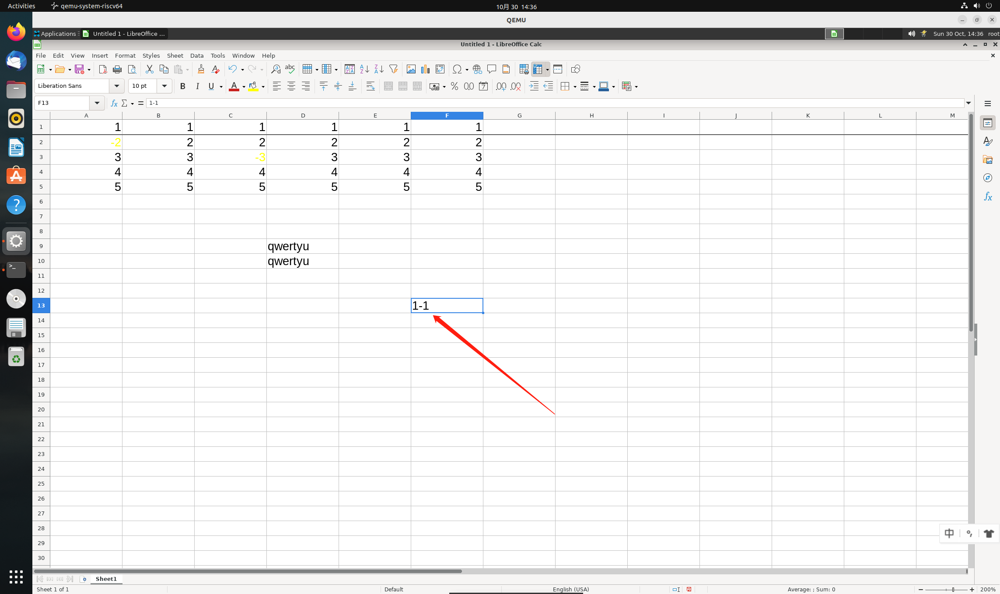 Activities qemu-system-riscv64 10月 30 14:36
QEMU
Applications Untitled 1 - LibreOffice ... Sun 30 Oct, 14:36 root
Untitled 1 - LibreOffice Calc
File Edit View Insert Format Styles Sheet Data Tools Window Help
Liberation Sans 10 pt
F13 1-1
A B C D E F G H I J K L M
1 1 1 1 1 1 1
2 -2 2 2 2 2 2
3 3 3 -3 3 3 3
4 4 4 4 4 4 4
5 5 5 5 5 5 5
6
7
8
9 qwertyu
10 qwertyu
11
12
13 1-1
14
15
16
17
18
19
20
21
22
23
24
25
26
27
28
中
29
30
Sheet1
Sheet 1 of 1 Default English (USA) Average: ; Sum: 0 200%